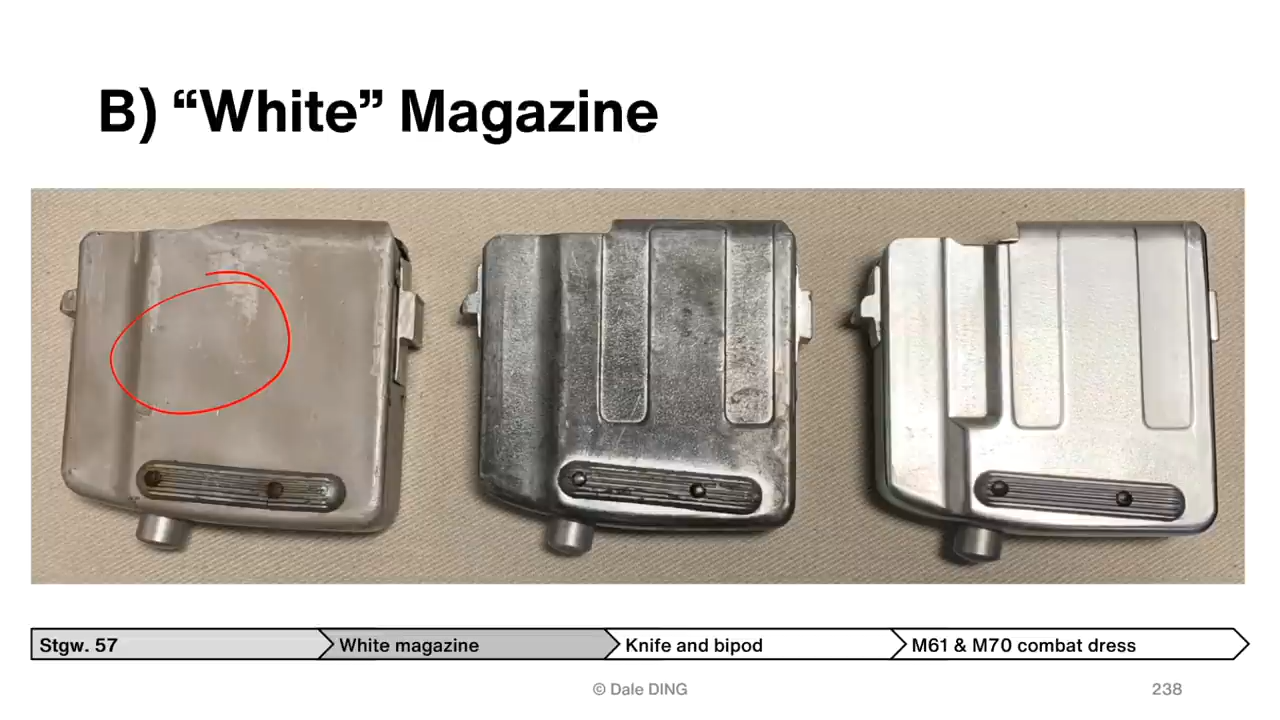 B) “White” Magazine
Stgw. 57
White magazine
Knife and bipod
M61 & M70 combat dress
© Dale DING
238